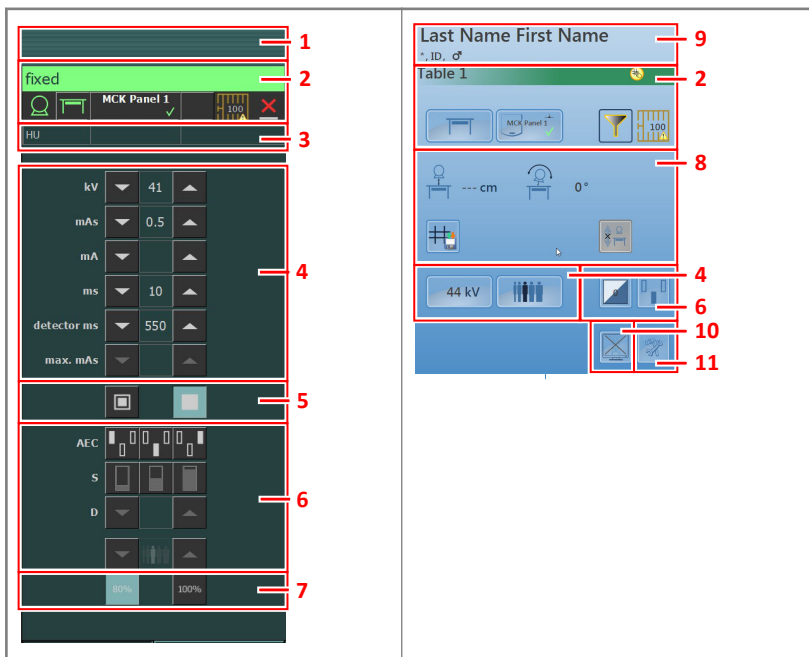 1
fixed
2
MCK Panel 1
100
HU
3
kV 41
mAs 0.5
mA
4
ms 10
detector ms 550
max. mAs
5
AEC
S
6
D
80% 100%
7
Last Name First Name
9
*, ID, ♂
Table 1
2
MCK Panel 1
100
8
--- cm 0°
4
44 kV
0
6
10
11